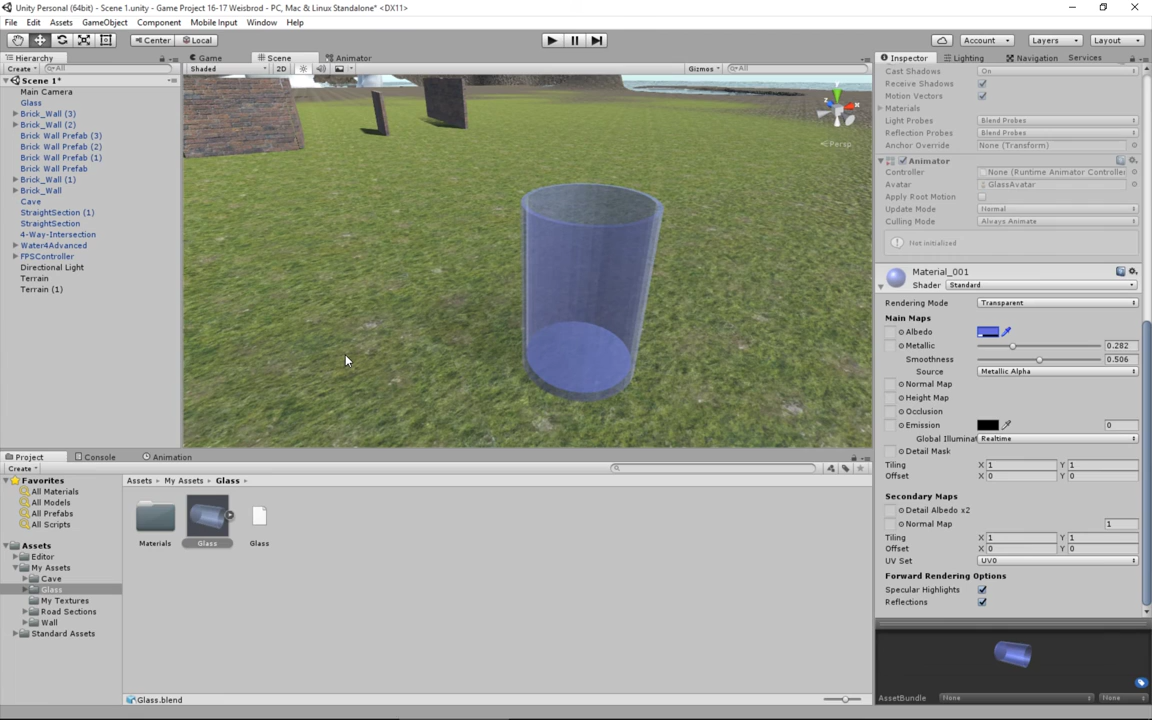 Unity Personal (64bit) - Scene 1.unity - Game Project 16-17 Weisbrod - PC, Mac & Linux Standalone* <DX11>
File Edit Assets GameObject Component Mobile Input Window Help
Center Local Account Layers Layout
Hierarchy Game Scene Animator Inspector Lighting Navigation Services
Create All Shaded 2D Gizmos All
Scene 1*
Main Camera
Glass
Brick_Wall (3)
Brick_Wall (2)
Brick Wall Prefab (3)
Brick Wall Prefab (2)
Brick Wall Prefab (1)
Brick Wall Prefab
Brick_Wall (1)
Brick_Wall
Cave
StraightSection (1)
StraightSection
4-Way-Intersection
Water4Advanced
FPSController
Directional Light
Terrain
Terrain (1)
y
x
z
Persp
Cast Shadows On
Receive Shadows
Motion Vectors
Materials
Light Probes Blend Probes
Reflection Probes Blend Probes
Anchor Override None (Transform)
Animator
Controller None (Runtime Animator Controller
Avatar GlassAvatar
Apply Root Motion
Update Mode Normal
Culling Mode Always Animate
Not initialised
Material_001
Shader Standard
Rendering Mode Transparent
Main Maps
Albedo
Metallic 0.282
Smoothness 0.506
Source Metallic Alpha
Normal Map
Height Map
Occlusion
Emission 0
Global Illuminat Realtime
Detail Mask
Tiling X 1 Y 1
Offset X 0 Y 0
Secondary Maps
Detail Albedo x2
Normal Map 1
Tiling X 1 Y 1
Offset X 0 Y 0
UV Set UV0
Forward Rendering Options
Specular Highlights
Reflections
AssetBundle None None
Project Console Animation
Create
Favorites
All Materials
All Models
All Prefabs
All Scripts
Assets
Editor
My Assets
Cave
Glass
My Textures
Road Sections
Wall
Standard Assets
Assets My Assets Glass
Materials Glass Glass
Glass.blend